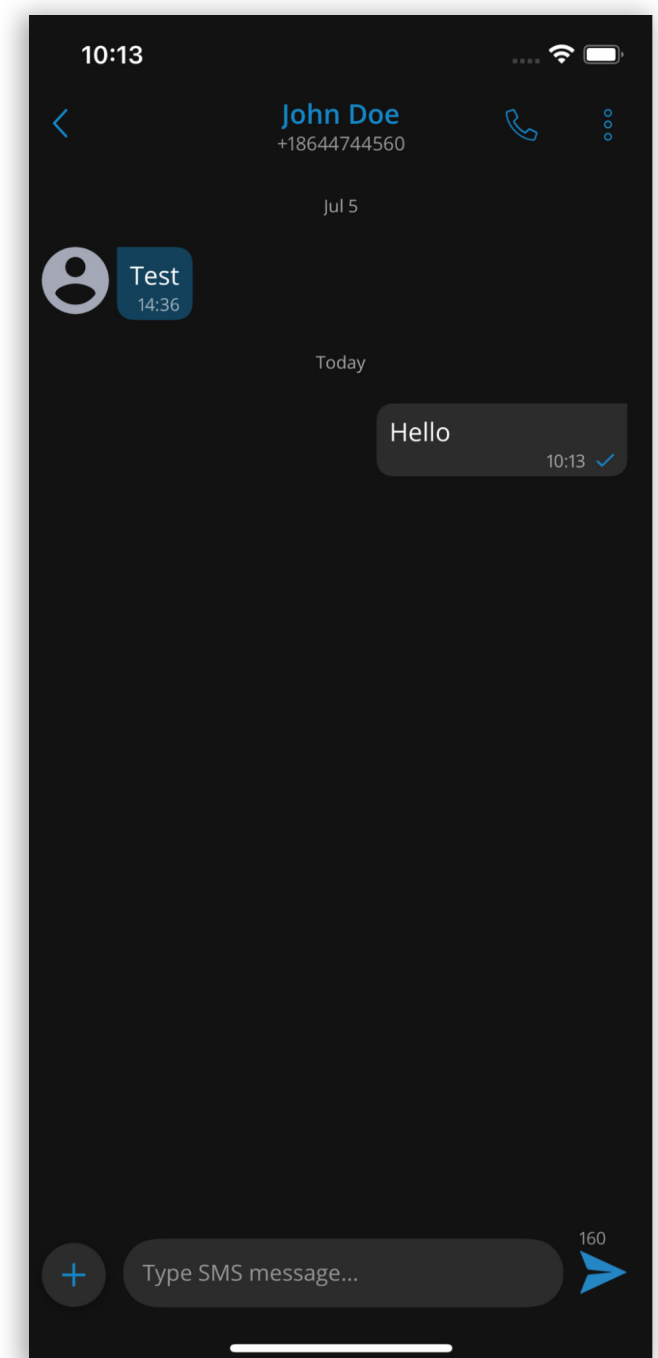 10:13
John Doe
+18644744560
Jul 5
Test
14:36
Today
Hello
10:13
160
Type SMS message...